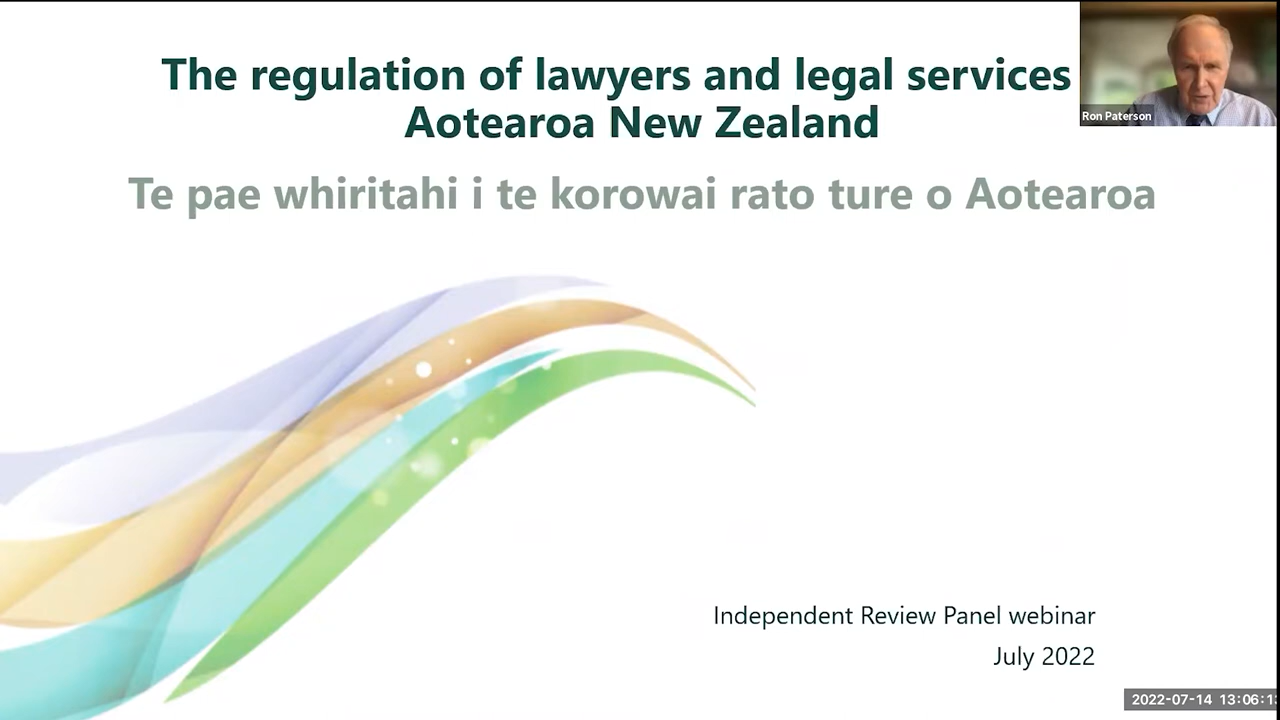 The regulation of lawyers and legal services
Aotearoa New Zealand
Te pae whiritahi i te korowai rato ture o Aotearoa
Ron Paterson
Independent Review Panel webinar
July 2022
2022-07-14 13:06:1